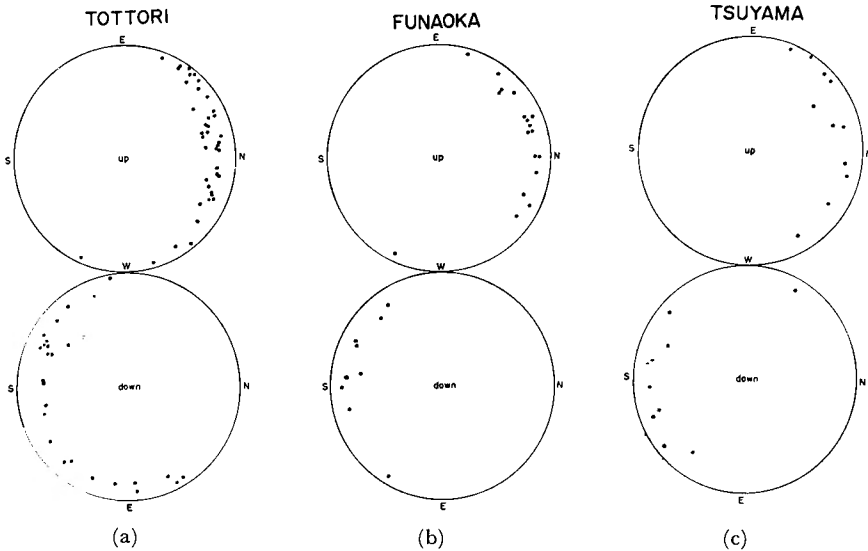 TOTTORI FUNAOKA TSUYAMA
E E E
S up N S up N S up N
W W W
S down N S down N S down N
E E E
(a) (b) (c)